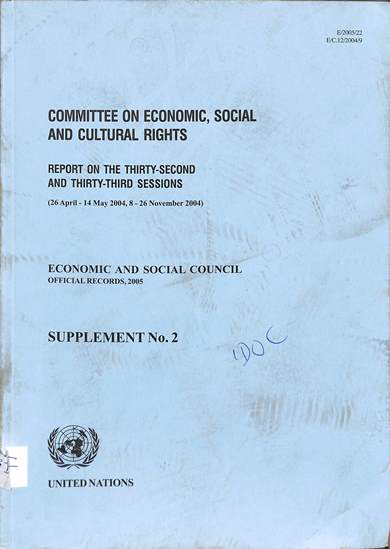 E/2005/22
E/C.12/2004/9
COMMITTEE ON ECONOMIC, SOCIAL
AND CULTURAL RIGHTS
REPORT ON THE THIRTY-SECOND
AND THIRTY-THIRD SESSIONS
(26 April - 14 May 2004, 8 - 26 November 2004)
ECONOMIC AND SOCIAL COUNCIL
OFFICIAL RECORDS, 2005
SUPPLEMENT No. 2
IDOC
UNITED NATIONS